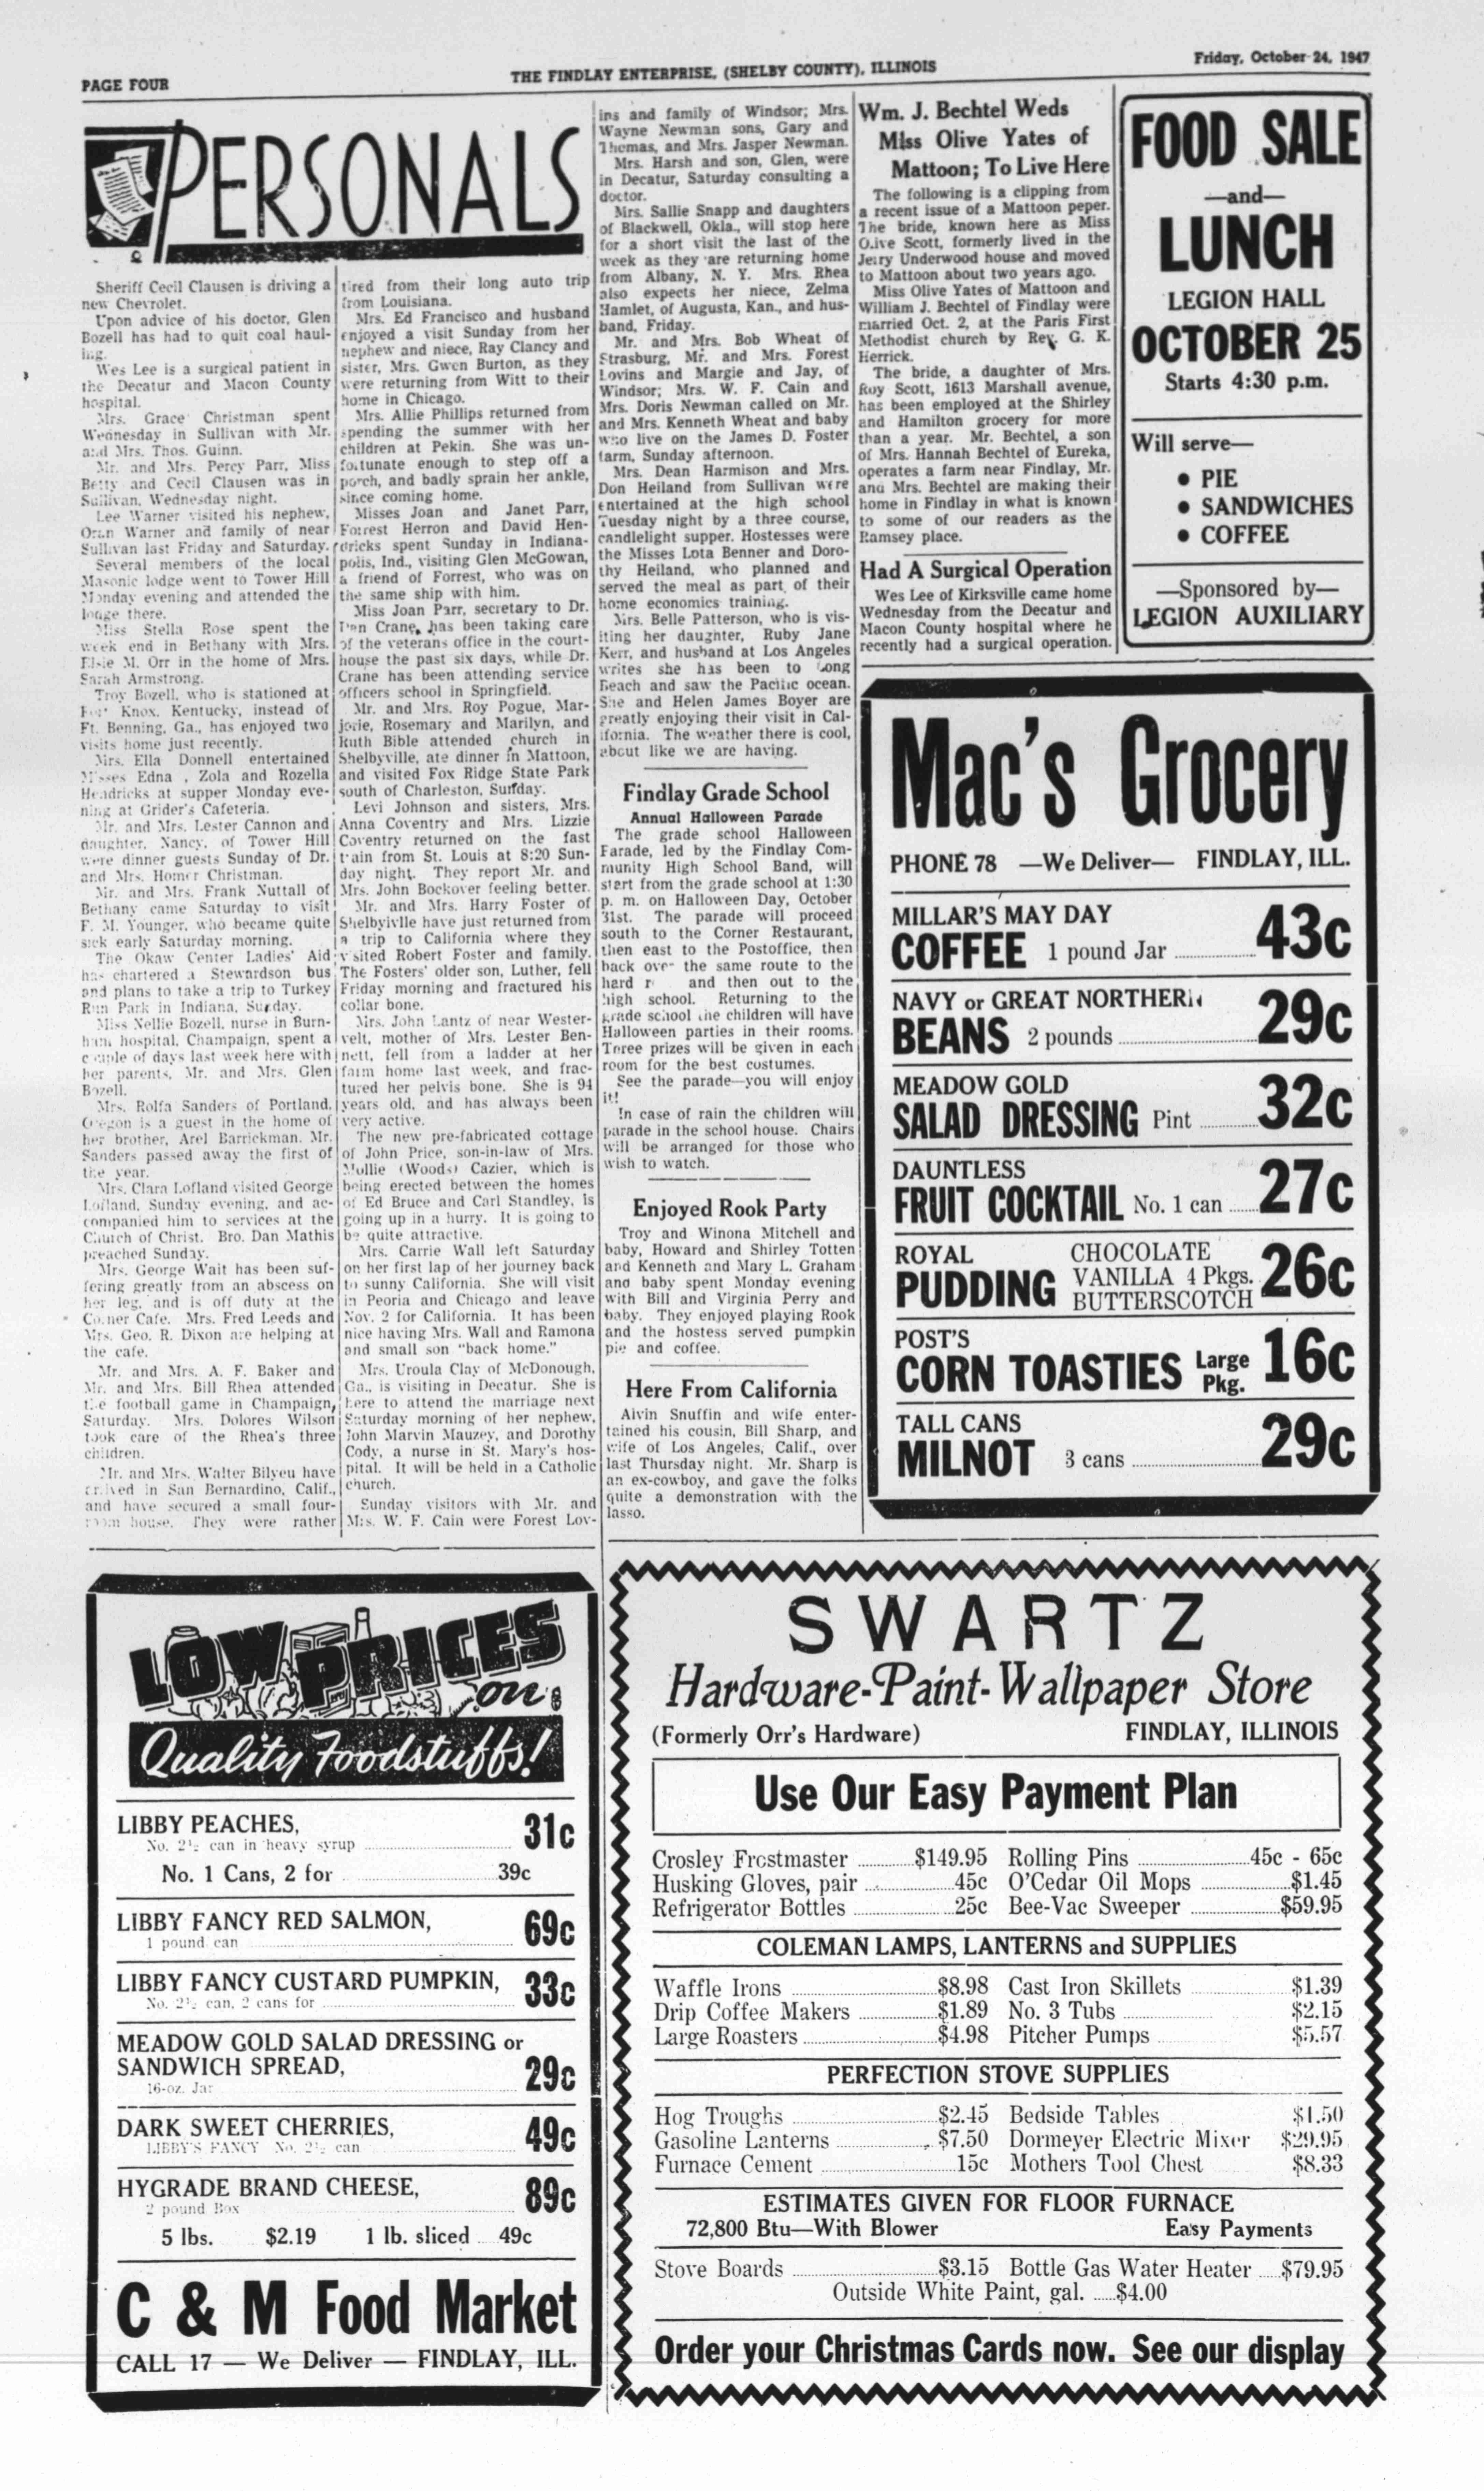 PAGE FOUR
THE FINDLAY ENTERPRISE, (SHELBY COUNTY), ILLINOIS
Friday, October 24, 1947
PERSONALS
Sheriff Cecil Clausen is driving a
new Chevrolet.
Upon advice of his doctor, Glen
Bozell has had to quit coal haul-
ing.
Wes Lee is a surgical patient in
the Decatur and Macon County
hospital.
Mrs. Grace Christman spent
Wednesday in Sullivan with Mr.
and Mrs. Thos. Guinn.
Mr. and Mrs. Percy Parr, Miss
Betty and Cecil Clausen was in
Sullivan, Wednesday night.
Lee Warner visited his nephew,
Oran Warner and family of near
Sullivan last Friday and Saturday.
Several members of the local
Masonic lodge went to Tower Hill
Monday evening and attended the
lodge there.
Miss Stella Rose spent the
week end in Bethany with Mrs.
Elsie M. Orr in the home of Mrs.
Sarah Armstrong.
Troy Bozell, who is stationed at
Fort Knox, Kentucky, instead of
Ft. Benning, Ga., has enjoyed two
visits home just recently.
Mrs. Ella Donnell entertained
Misses Edna , Zola and Rozella
Hendricks at supper Monday eve-
ning at Grider's Cafeteria.
Mr. and Mrs. Lester Cannon and
daughter, Nancy, of Tower Hill
were dinner guests Sunday of Dr.
and Mrs. Homer Christman.
Mr. and Mrs. Frank Nuttall of
Bethany came Saturday to visit
F. M. Younger, who became quite
sick early Saturday morning.
The Okaw Center Ladies' Aid
has chartered a Stewardson bus
and plans to take a trip to Turkey
Run Park in Indiana, Sunday.
Miss Nellie Bozell, nurse in Burn-
ham hospital, Champaign, spent a
couple of days last week here with
her parents, Mr. and Mrs. Glen
Bozell.
Mrs. Rolfa Sanders of Portland,
Oregon is a guest in the home of
her brother, Arel Barrickman. Mr.
Sanders passed away the first of
the year.
Mrs. Clara Lofland visited George
Lofland, Sunday evening, and ac-
companied him to services at the
Church of Christ. Bro. Dan Mathis
preached Sunday.
Mrs. George Wait has been suf-
fering greatly from an abscess on
her leg, and is off duty at the
Corner Cafe. Mrs. Fred Leeds and
Mrs. Geo. R. Dixon are helping at
the cafe.
Mr. and Mrs. A. F. Baker and
Mr. and Mrs. Bill Rhea attended
the football game in Champaign,
Saturday. Mrs. Dolores Wilson
took care of the Rhea's three
children.
Mr. and Mrs. Walter Bilyeu have
arrived in San Bernardino, Calif.,
and have secured a small four-
room house. They were rather
tired from their long auto trip
from Louisiana.
Mrs. Ed Francisco and husband
enjoyed a visit Sunday from her
nephew and niece, Ray Clancy and
sister, Mrs. Gwen Burton, as they
were returning from Witt to their
home in Chicago.
Mrs. Allie Phillips returned from
spending the summer with her
children at Pekin. She was un-
fortunate enough to step off a
porch, and badly sprain her ankle,
since coming home.
Misses Joan and Janet Parr,
Forrest Herron and David Hen-
dricks spent Sunday in Indiana-
polis, Ind., visiting Glen McGowan,
a friend of Forrest, who was on
the same ship with him.
Miss Joan Parr, secretary to Dr.
Don Crane, has been taking care
of the veterans office in the court-
house the past six days, while Dr.
Crane has been attending service
officers school in Springfield.
Mr. and Mrs. Roy Pogue, Mar-
jorie, Rosemary and Marilyn, and
Ruth Bible attended church in
Shelbyville, ate dinner in Mattoon,
and visited Fox Ridge State Park
south of Charleston, Sunday.
Levi Johnson and sisters, Mrs.
Anna Coventry and Mrs. Lizzie
Coventry returned on the fast
train from St. Louis at 8:20 Sun-
day night. They report Mr. and
Mrs. John Bockover feeling better.
Mr. and Mrs. Harry Foster of
Shelbyivlle have just returned from
a trip to California where they
visited Robert Foster and family.
The Fosters' older son, Luther, fell
Friday morning and fractured his
collar bone.
Mrs. John Lantz of near Wester-
velt, mother of Mrs. Lester Ben-
nett, fell from a ladder at her
farm home last week, and frac-
tured her pelvis bone. She is 94
years old, and has always been
very active.
The new pre-fabricated cottage
of John Price, son-in-law of Mrs.
Mollie (Woods) Cazier, which is
being erected between the homes
of Ed Bruce and Carl Standley, is
going up in a hurry. It is going to
be quite attractive.
Mrs. Carrie Wall left Saturday
on her first lap of her journey back
to sunny California. She will visit
in Peoria and Chicago and leave
Nov. 2 for California. It has been
nice having Mrs. Wall and Ramona
and small son "back home."
Mrs. Uroula Clay of McDonough,
Ga., is visiting in Decatur. She is
here to attend the marriage next
Saturday morning of her nephew,
John Marvin Mauzey, and Dorothy
Cody, a nurse in St. Mary's hos-
pital. It will be held in a Catholic
church.
Sunday visitors with Mr. and
Mrs. W. F. Cain were Forest Lov-
ins and family of Windsor; Mrs.
Wayne Newman sons, Gary and
Thomas, and Mrs. Jasper Newman.
Mrs. Harsh and son, Glen, were
in Decatur, Saturday consulting a
doctor.
Mrs. Sallie Snapp and daughters
of Blackwell, Okla., will stop here
for a short visit the last of the
week as they are returning home
from Albany, N. Y. Mrs. Rhea
also expects her niece, Zelma
Hamlet, of Augusta, Kan., and hus-
band, Friday.
Mr. and Mrs. Bob Wheat of
Strasburg, Mr. and Mrs. Forest
Lovins and Margie and Jay, of
Windsor; Mrs. W. F. Cain and
Mrs. Doris Newman called on Mr.
and Mrs. Kenneth Wheat and baby
who live on the James D. Foster
farm, Sunday afternoon.
Mrs. Dean Harmison and Mrs.
Don Heiland from Sullivan were
entertained at the high school
Tuesday night by a three course,
candlelight supper. Hostesses were
the Misses Lota Benner and Doro-
thy Heiland, who planned and
served the meal as part of their
home economics training.
Mrs. Belle Patterson, who is vis-
iting her daughter, Ruby Jane
Kerr, and husband at Los Angeles
writes she has been to Long
Beach and saw the Pacific ocean.
She and Helen James Boyer are
greatly enjoying their visit in Cal-
ifornia. The weather there is cool,
about like we are having.
Findlay Grade School
Annual Halloween Parade
The grade school Halloween
Parade, led by the Findlay Com-
munity High School Band, will
start from the grade school at 1:30
p. m. on Halloween Day, October
31st. The parade will proceed
south to the Corner Restaurant,
then east to the Postoffice, then
back over the same route to the
hard r and then out to the
high school. Returning to the
grade school the children will have
Halloween parties in their rooms.
Three prizes will be given in each
room for the best costumes.
See the parade—you will enjoy
it!
In case of rain the children will
parade in the school house. Chairs
will be arranged for those who
wish to watch.
Enjoyed Rook Party
Troy and Winona Mitchell and
baby, Howard and Shirley Totten
and Kenneth and Mary L. Graham
and baby spent Monday evening
with Bill and Virginia Perry and
baby. They enjoyed playing Rook
and the hostess served pumpkin
pie and coffee.
Here From California
Alvin Snuffin and wife enter-
tained his cousin, Bill Sharp, and
wife of Los Angeles, Calif., over
last Thursday night. Mr. Sharp is
an ex-cowboy, and gave the folks
quite a demonstration with the
lasso.
Wm. J. Bechtel Weds
Miss Olive Yates of
Mattoon; To Live Here
The following is a clipping from
a recent issue of a Mattoon peper.
The bride, known here as Miss
Olive Scott, formerly lived in the
Jerry Underwood house and moved
to Mattoon about two years ago.
Miss Olive Yates of Mattoon and
William J. Bechtel of Findlay were
married Oct. 2, at the Paris First
Methodist church by Rev. G. K.
Herrick.
The bride, a daughter of Mrs.
Roy Scott, 1613 Marshall avenue,
has been employed at the Shirley
and Hamilton grocery for more
than a year. Mr. Bechtel, a son
of Mrs. Hannah Bechtel of Eureka,
operates a farm near Findlay, Mr.
and Mrs. Bechtel are making their
home in Findlay in what is known
to some of our readers as the
Ramsey place.
Had A Surgical Operation
Wes Lee of Kirksville came home
Wednesday from the Decatur and
Macon County hospital where he
recently had a surgical operation.
FOOD SALE
—and—
LUNCH
LEGION HALL
OCTOBER 25
Starts 4:30 p.m.
Will serve—
• PIE
• SANDWICHES
• COFFEE
—Sponsored by—
LEGION AUXILIARY
Mac's Grocery
PHONE 78 —We Deliver— FINDLAY, ILL.
MILLAR'S MAY DAY
COFFEE 1 pound Jar 43c
NAVY or GREAT NORTHERN
BEANS 2 pounds 29c
MEADOW GOLD
SALAD DRESSING Pint 32c
DAUNTLESS
FRUIT COCKTAIL No. 1 can 27c
ROYAL CHOCOLATE
PUDDING VANILLA 4 Pkgs. 26c
BUTTERSCOTCH
POST'S
CORN TOASTIES Large Pkg. 16c
TALL CANS
MILNOT 3 cans 29c
LOW PRICES
on
Quality Foodstuffs!
LIBBY PEACHES, 31c
No. 2½ can in heavy syrup
No. 1 Cans, 2 for 39c
LIBBY FANCY RED SALMON, 69c
1 pound can
LIBBY FANCY CUSTARD PUMPKIN, 33c
No. 2½ can, 2 cans for
MEADOW GOLD SALAD DRESSING or
SANDWICH SPREAD, 29c
16-oz. Jar
DARK SWEET CHERRIES, 49c
LIBBY'S FANCY No. 2½ can
HYGRADE BRAND CHEESE, 89c
2 pound Box
5 lbs. $2.19 1 lb. sliced 49c
C & M Food Market
CALL 17 — We Deliver — FINDLAY, ILL.
SWARTZ
Hardware-Paint-Wallpaper Store
(Formerly Orr's Hardware) FINDLAY, ILLINOIS
Use Our Easy Payment Plan
Crosley Frostmaster $149.95 Rolling Pins 45c - 65c
Husking Gloves, pair 45c O'Cedar Oil Mops $1.45
Refrigerator Bottles 25c Bee-Vac Sweeper $59.95
COLEMAN LAMPS, LANTERNS and SUPPLIES
Waffle Irons $8.98 Cast Iron Skillets $1.39
Drip Coffee Makers $1.89 No. 3 Tubs $2.15
Large Roasters $4.98 Pitcher Pumps $5.57
PERFECTION STOVE SUPPLIES
Hog Troughs $2.45 Bedside Tables $1.50
Gasoline Lanterns $7.50 Dormeyer Electric Mixer $29.95
Furnace Cement 15c Mothers Tool Chest $8.33
ESTIMATES GIVEN FOR FLOOR FURNACE
72,800 Btu—With Blower Easy Payments
Stove Boards $3.15 Bottle Gas Water Heater $79.95
Outside White Paint, gal. $4.00
Order your Christmas Cards now. See our display